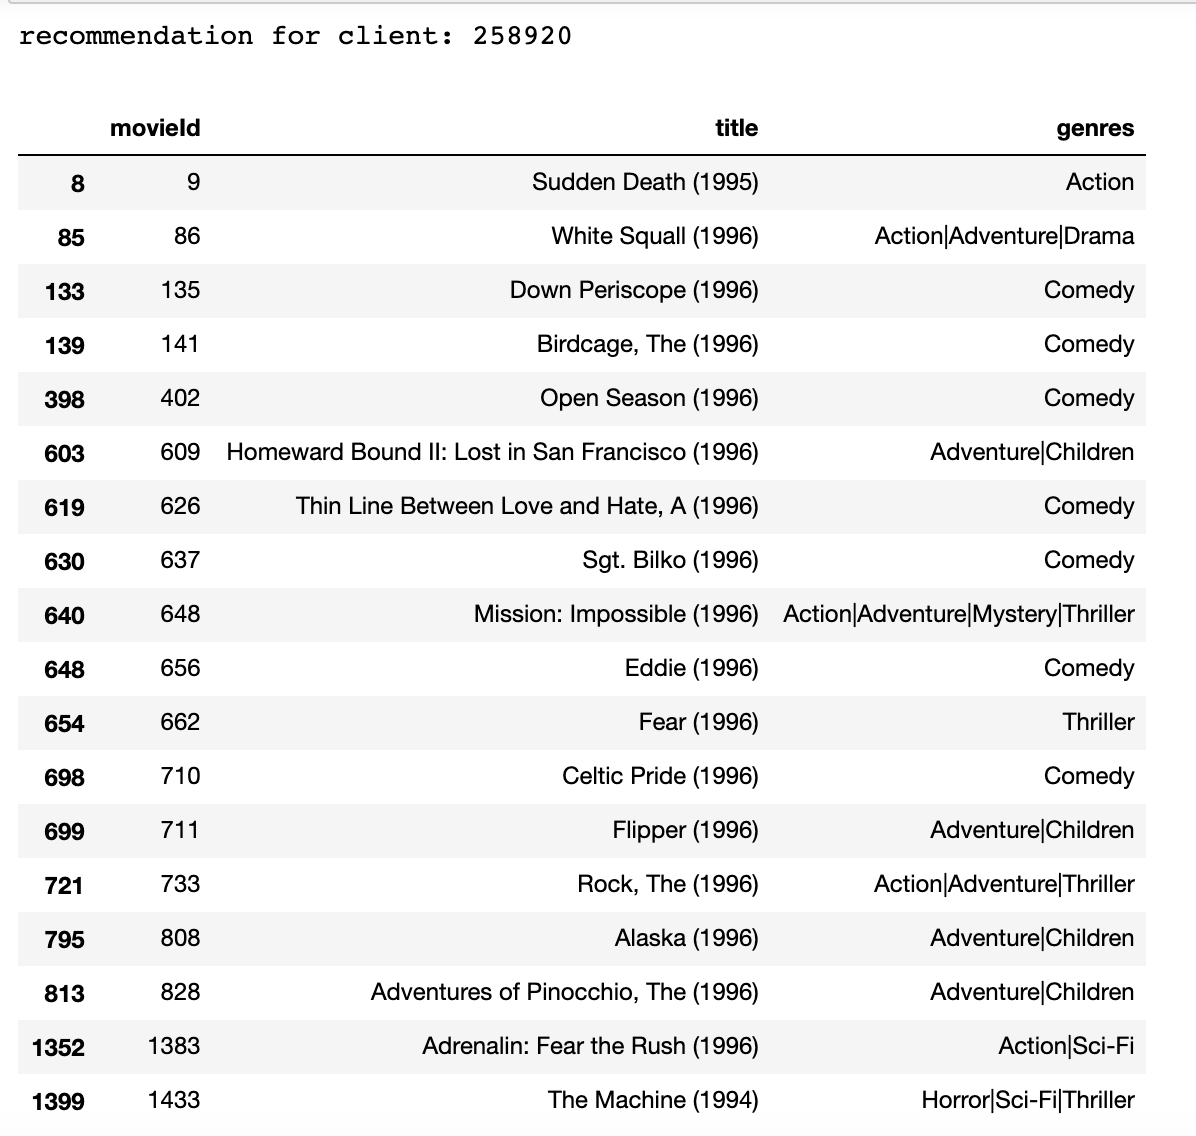 recommendation for client: 258920
movieId title genres
8 9 Sudden Death (1995) Action
85 86 White Squall (1996) Action|Adventure|Drama
133 135 Down Periscope (1996) Comedy
139 141 Birdcage, The (1996) Comedy
398 402 Open Season (1996) Comedy
603 609 Homeward Bound II: Lost in San Francisco (1996) Adventure|Children
619 626 Thin Line Between Love and Hate, A (1996) Comedy
630 637 Sgt. Bilko (1996) Comedy
640 648 Mission: Impossible (1996) Action|Adventure|Mystery|Thriller
648 656 Eddie (1996) Comedy
654 662 Fear (1996) Thriller
698 710 Celtic Pride (1996) Comedy
699 711 Flipper (1996) Adventure|Children
721 733 Rock, The (1996) Action|Adventure|Thriller
795 808 Alaska (1996) Adventure|Children
813 828 Adventures of Pinocchio, The (1996) Adventure|Children
1352 1383 Adrenalin: Fear the Rush (1996) Action|Sci-Fi
1399 1433 The Machine (1994) Horror|Sci-Fi|Thriller